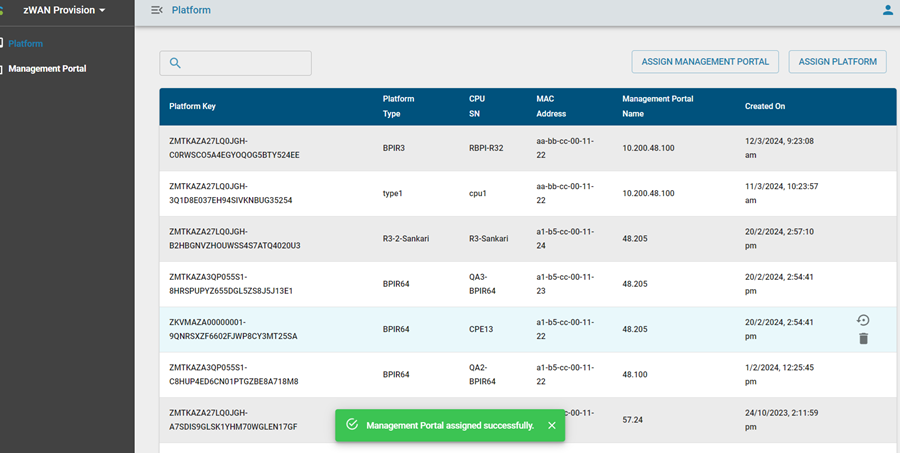 zWAN Provision
Platform
Platform
Management Portal
ASSIGN MANAGEMENT PORTAL
ASSIGN PLATFORM
Platform Key
Platform Type
CPU SN
MAC Address
Management Portal Name
Created On
ZMTKAZA27LQ0JGH-
C0RWSCO5A4EGYOQOG5BTY524EE
BPIR3
RBPI-R32
aa-bb-cc-00-11-
22
10.200.48.100
12/3/2024, 9:23:08
am
ZMTKAZA27LQ0JGH-
3Q1D8E037EH94SIVKNBUG35254
type1
cpu1
aa-bb-cc-00-11-
22
10.200.48.100
11/3/2024, 10:23:57
am
ZMTKAZA27LQ0JGH-
B2HBGNVZHOUWSS4S7ATQ4020U3
R3-2-Sankari
R3-Sankari
a1-b5-cc-00-11-
24
48.205
20/2/2024, 2:57:10
pm
ZMTKAZA3QP055S1-
8HRSPUPYZ655DGL5ZS8J5J13E1
BPIR64
QA3-
BPIR64
a1-b5-cc-00-11-
23
48.205
20/2/2024, 2:54:41
pm
ZKVMAZA00000001-
9QNRSXZF6602FJWP8CY3MT25SA
BPIR64
CPE13
a1-b5-cc-00-11-
22
48.205
20/2/2024, 2:54:41
pm
ZMTKAZA3QP055S1-
C8HUP4ED6CN01PTGZBE8A718M8
BPIR64
QA2-
BPIR64
a1-b5-cc-00-11-
22
48.100
1/2/2024, 12:25:45
pm
ZMTKAZA27LQ0JGH-
A7SDIS9GLSK1YHM70WGLEN17GF
-cc-00-11-
57.24
24/10/2023, 2:11:59
pm
Management Portal assigned successfully.